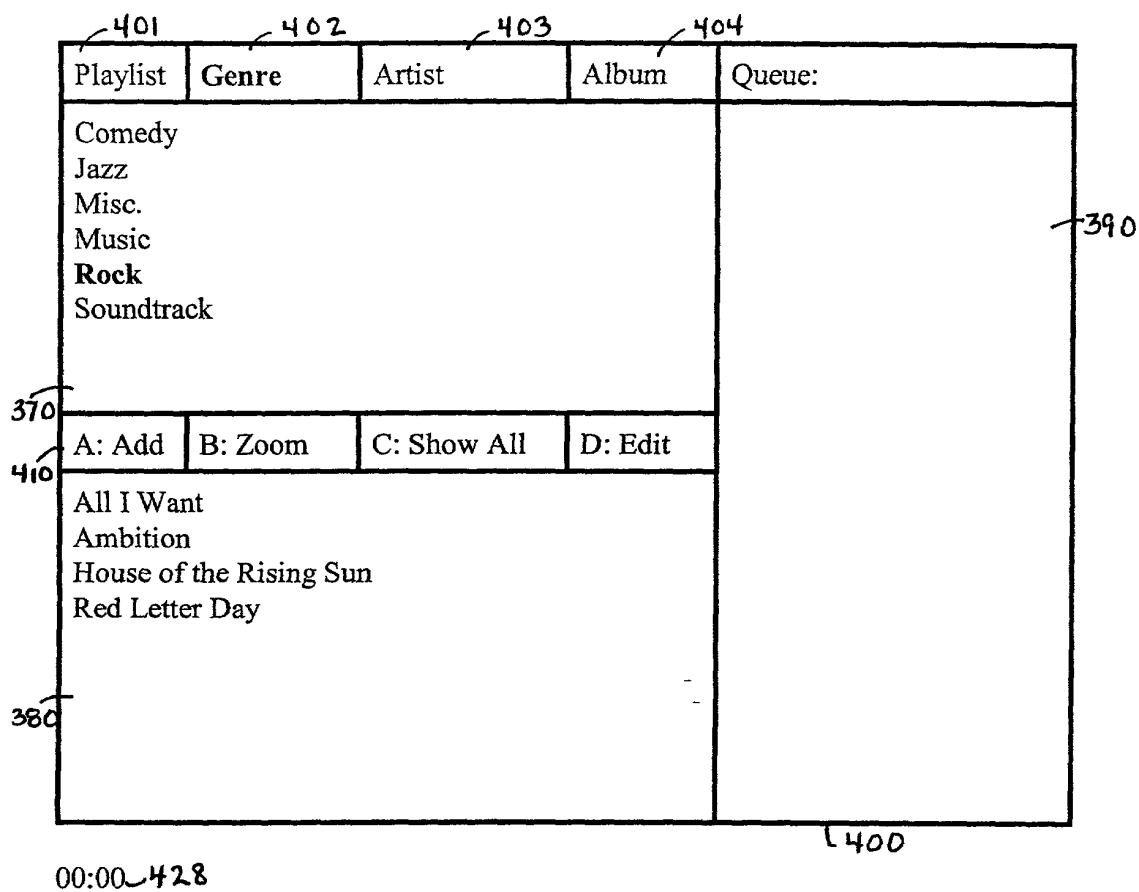 401 402 403 404
Playlist Genre Artist Album Queue:
Comedy
Jazz
Misc.
Music
Rock
Soundtrack
390
370
A: Add B: Zoom C: Show All D: Edit
410
All I Want
Ambition
House of the Rising Sun
Red Letter Day
380
400
00:00 428